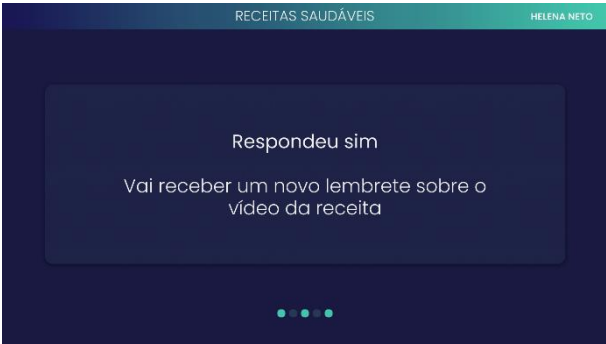 RECEITAS SAUDÁVEIS
HELENA NETO
Respondeu sim
Vai receber um novo lembrete sobre o
vídeo da receita